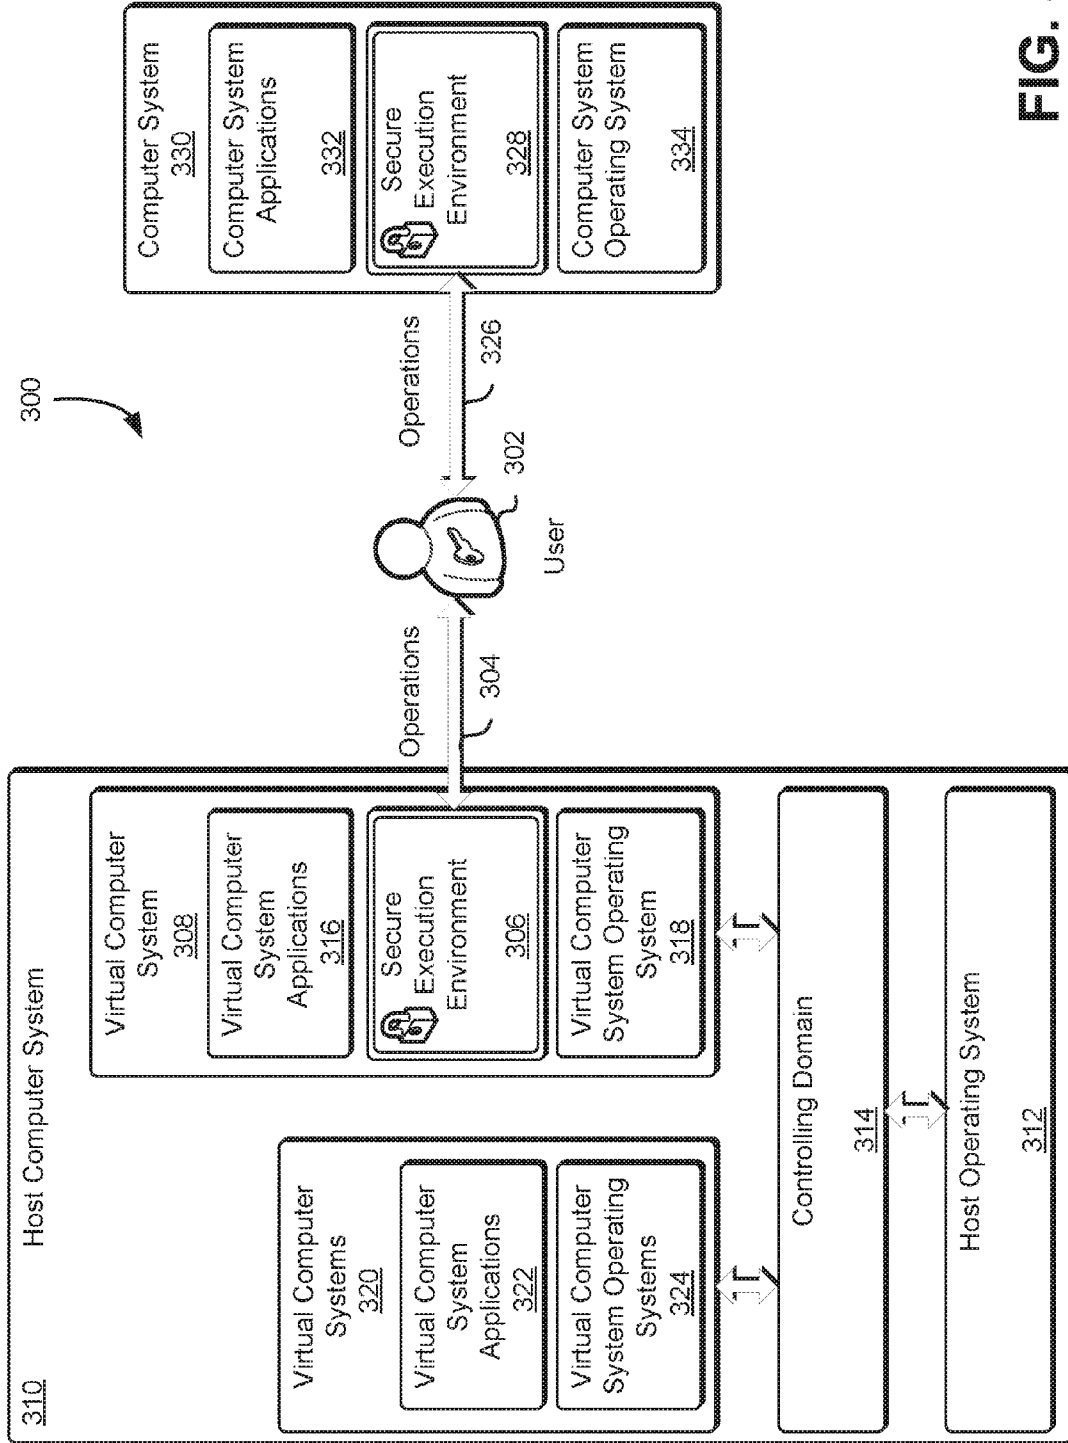 300
310
Host Computer System
Virtual Computer
Systems
320
Virtual Computer
System
Applications
322
Virtual Computer
System Operating
Systems
324
Virtual Computer
System
308
Virtual Computer
System
Applications
316
Secure
Execution
Environment
306
Virtual Computer
System Operating
System
318
Controlling Domain
314
Host Operating System
312
Operations
304
User
302
Operations
326
Computer System
330
Computer System
Applications
332
Secure
Execution
Environment
328
Computer System
Operating System
334
FIG.